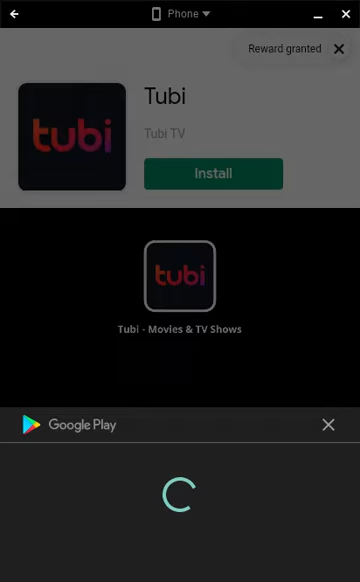 Phone
Reward granted
tubi
Tubi
Tubi TV
Install
tubi
Tubi - Movies & TV Shows
Google Play